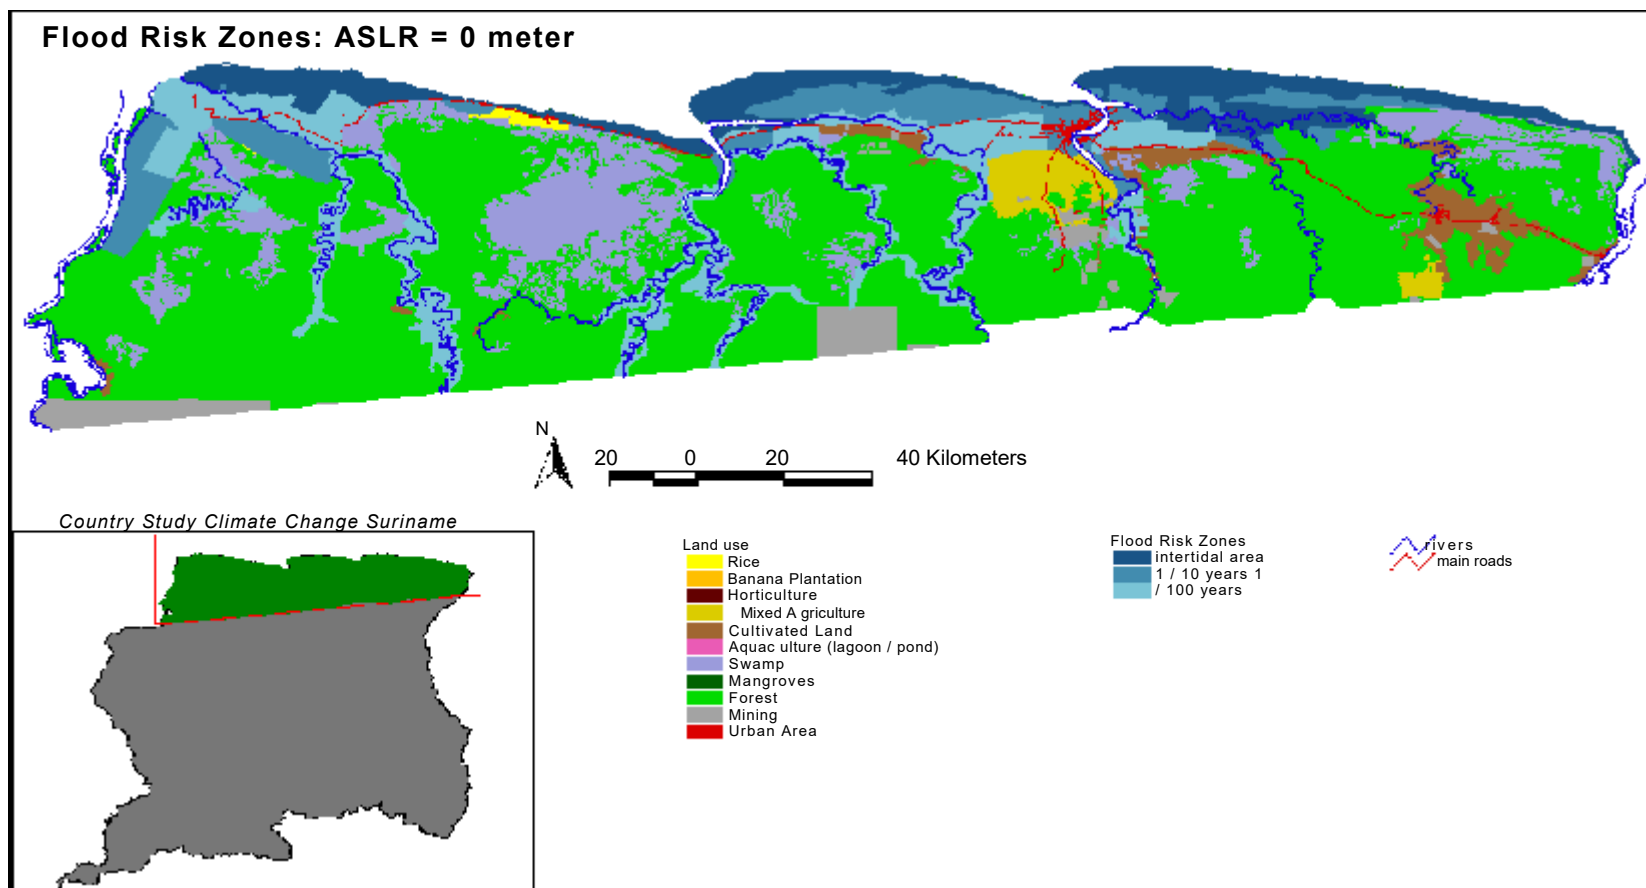 Flood Risk Zones: ASLR = 0 meter
N
20 0 20 40 Kilometers
Country Study Climate Change Suriname
Land use
Rice
Banana Plantation
Horticulture
Mixed A griculture
Cultivated Land
Aquac ulture (lagoon / pond)
Swamp
Mangroves
Forest
Mining
Urban Area
Flood Risk Zones
intertidal area
1 / 10 years 1
/ 100 years
rivers
main roads